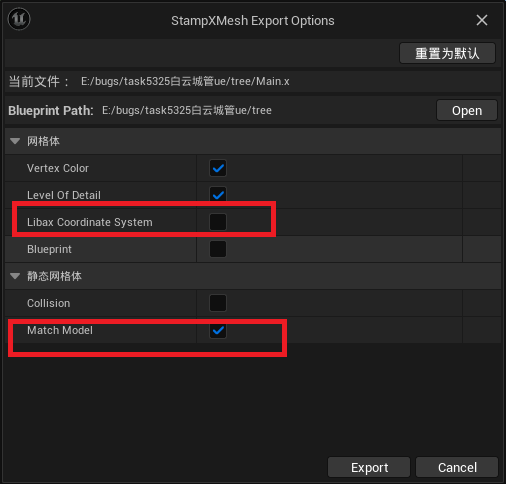 StampXMesh Export Options
重置为默认
当前文件： E:/bugs/task5325白云城管ue/tree/Main.x
Blueprint Path: E:/bugs/task5325白云城管ue/tree Open
网格体
Vertex Color
Level Of Detail
Libax Coordinate System
Blueprint
静态网格体
Collision
Match Model
Export Cancel